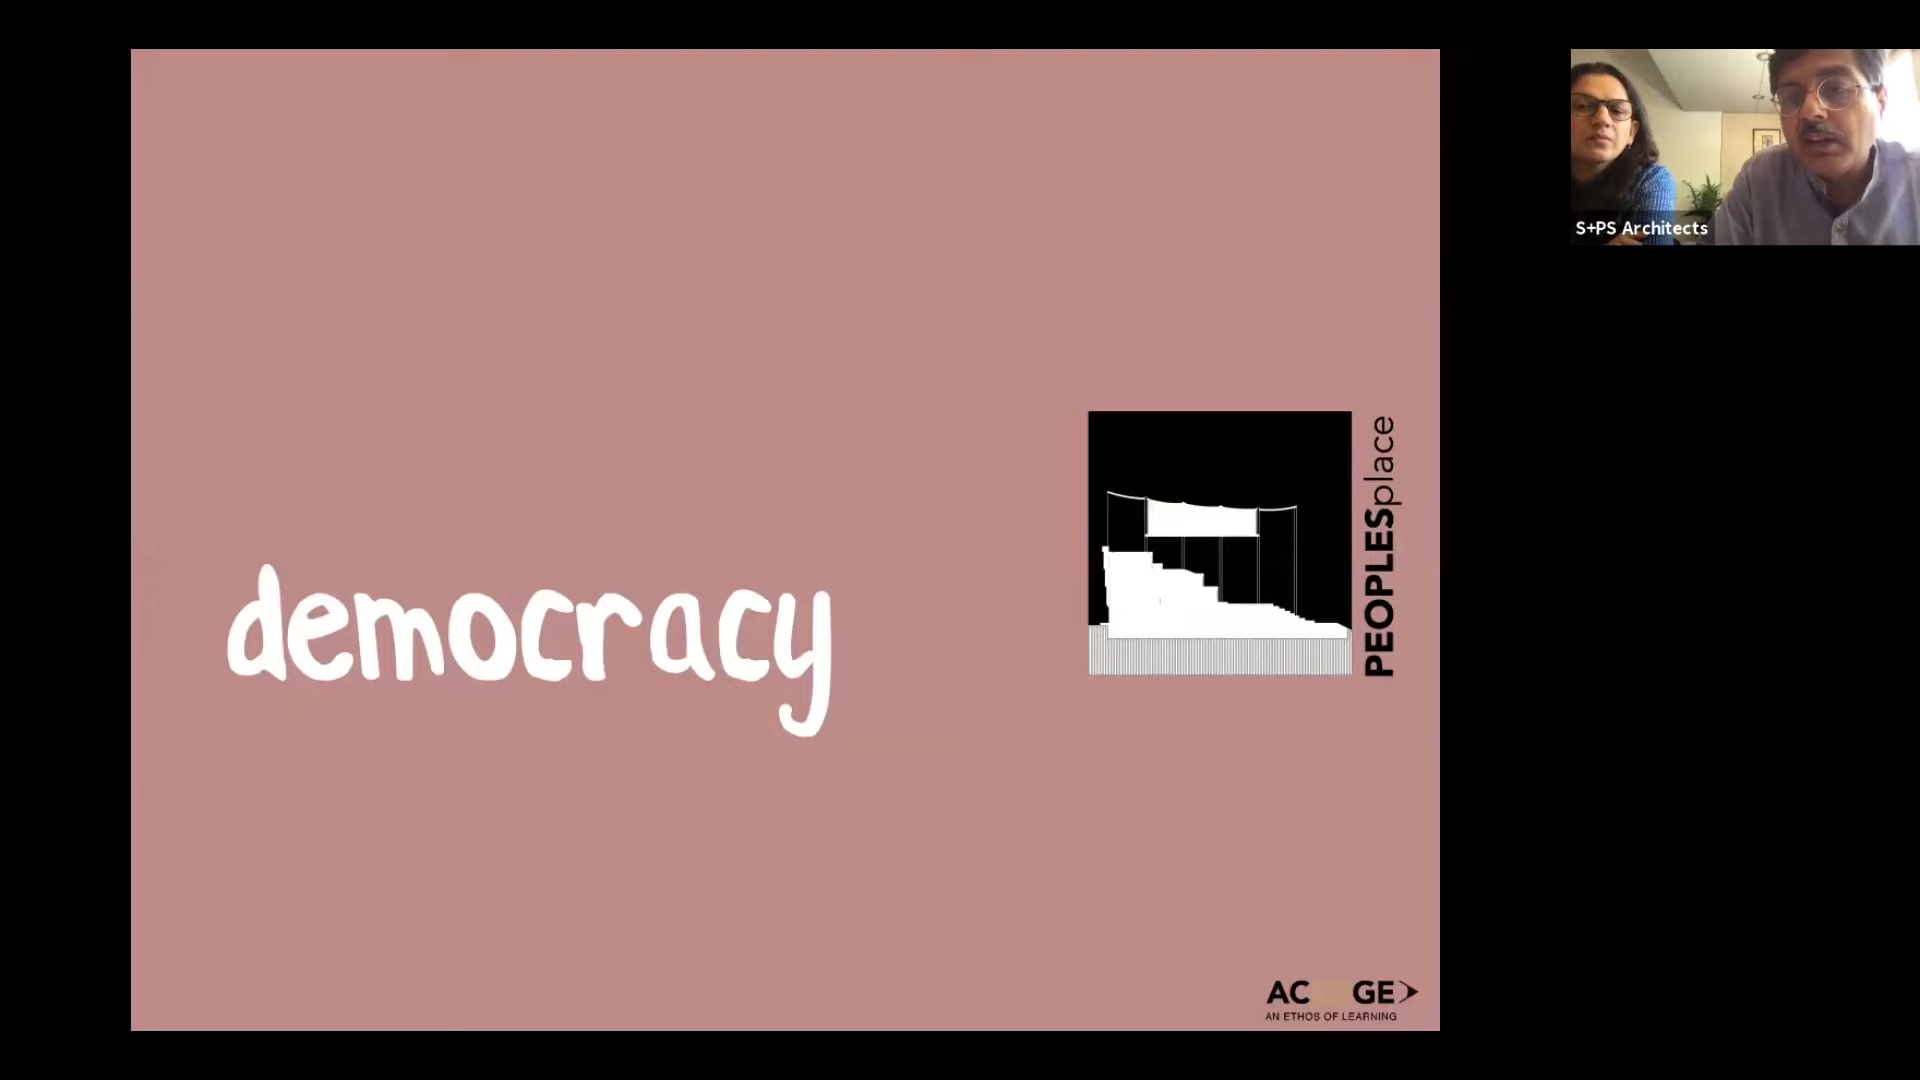 S+PS Architects
democracy
PEOPLESplace
AC GE
AN ETHOS OF LEARNING